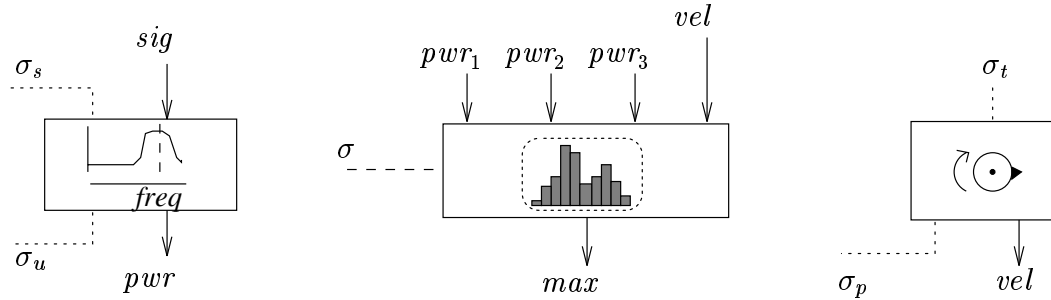 sig
σ_s
freq
σ_u
pwr
vel
pwr_1 pwr_2 pwr_3
σ
max
σ_t
σ_p
vel